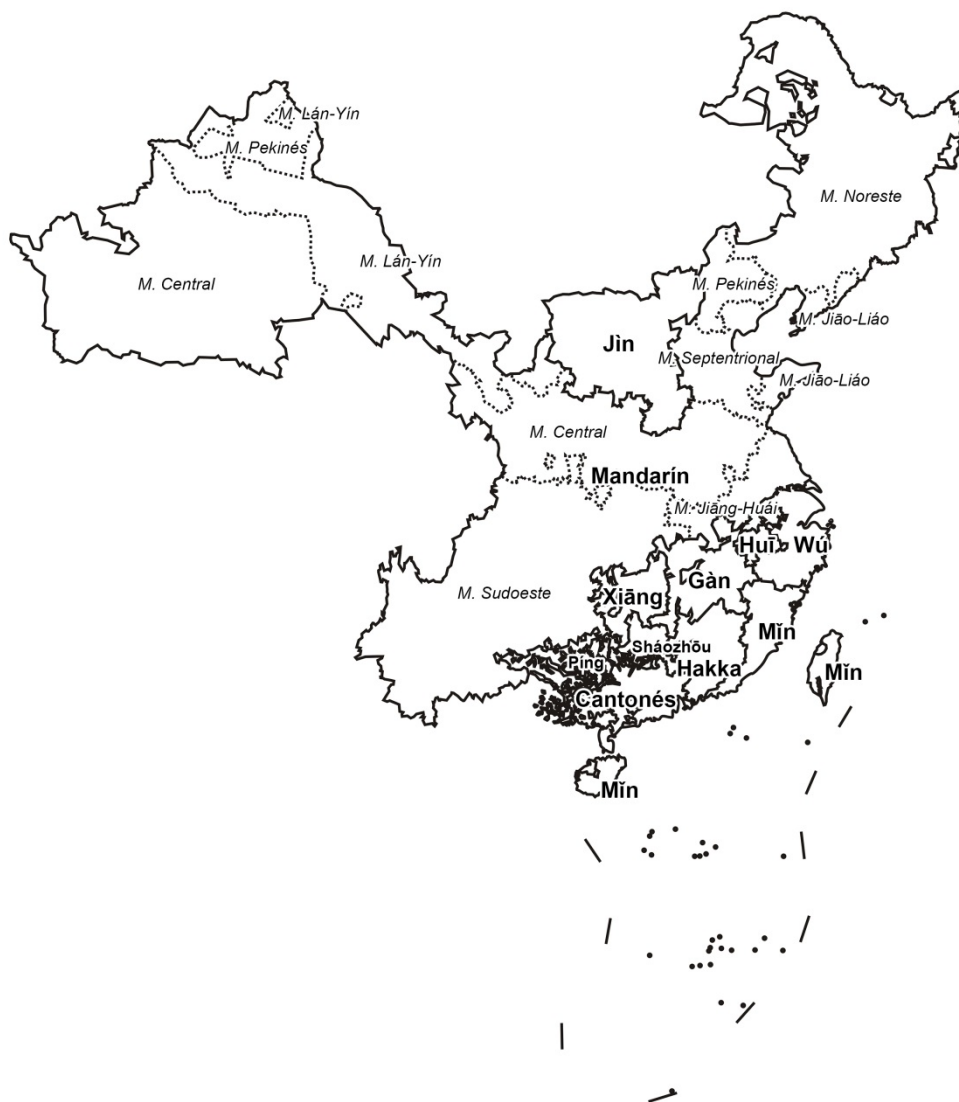 M. Lán-Yín
M. Pekinés
M. Noreste
M. Lán-Yín
M. Central
M. Pekinés
M. Jiāo-Liáo
Jìn
M. Septentrional
M. Jiāo-Liáo
M. Central
Mandarín
M. Jiāng-Huái
Huī
Wú
Gàn
M. Sudoeste
Xiāng
Mǐn
Sháozhōu
Píng
Hakka
Mǐn
Cantonés
Mǐn